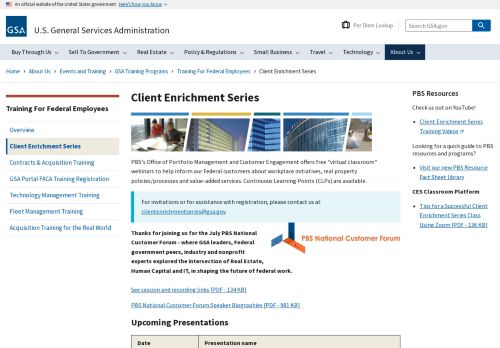 An official website of the United States government Here's how you know
GSA
U.S. General Services Administration
Per Diem Lookup
Search GSA.gov
Buy Through Us
Sell To Government
Real Estate
Policy & Regulations
Small Business
Travel
Technology
About Us
Home › About Us › Events and Training › GSA Training Programs › Training For Federal Employees › Client Enrichment Series
Training For Federal Employees
Overview
Client Enrichment Series
Contracts & Acquisition Training
GSA Portal FACA Training Registration
Technology Management Training
Fleet Management Training
Acquisition Training for the Real World
Client Enrichment Series
PBS's Office of Portfolio Management and Customer Engagement offers free "virtual classroom"
webinars to help inform our Federal customers about workplace initiatives, real property
policies/processes and value-added services. Continuous Learning Points (CLPs) are available.
For invitations or for assistance with registration, please contact us at
clientenrichmentseries@gsa.gov
Thanks for joining us for the July PBS National
Customer Forum - where GSA leaders, Federal
government peers, industry and nonprofit
experts explored the intersection of Real Estate,
Human Capital and IT, in shaping the future of federal work.
PBS National Customer Forum
See session and recording links [PDF - 134 KB]
PBS National Customer Forum Speaker Biographies [PDF - 981 KB]
Upcoming Presentations
Date
Presentation name
PBS Resources
Check us out on YouTube!
Client Enrichment Series
Training Videos
Looking for a quick guide to PBS
resources and programs?
Visit our new PBS Resource
Fact Sheet library
CES Classroom Platform
Tips for a Successful Client
Enrichment Series Class
Using Zoom [PDF - 136 KB]